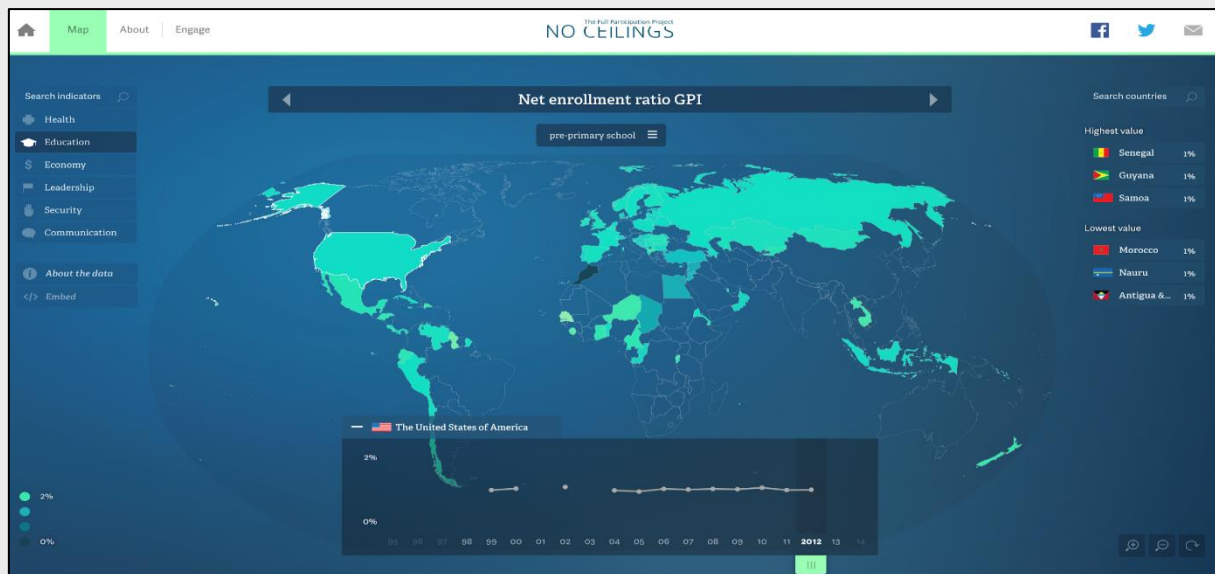 Map
About
Engage
The Full Participation Project
NO CEILINGS
Search indicators
Health
Education
Economy
Leadership
Security
Communication
About the data
</> Embed
Net enrollment ratio GPI
pre-primary school
Search countries
Highest value
Senegal 1%
Guyana 1%
Samoa 1%
Lowest value
Morocco 1%
Nauru 1%
Antigua &... 1%
The United States of America
2%
0%
95 96 97 98 99 00 01 02 03 04 05 06 07 08 09 10 11 2012 13 14
2%
0%